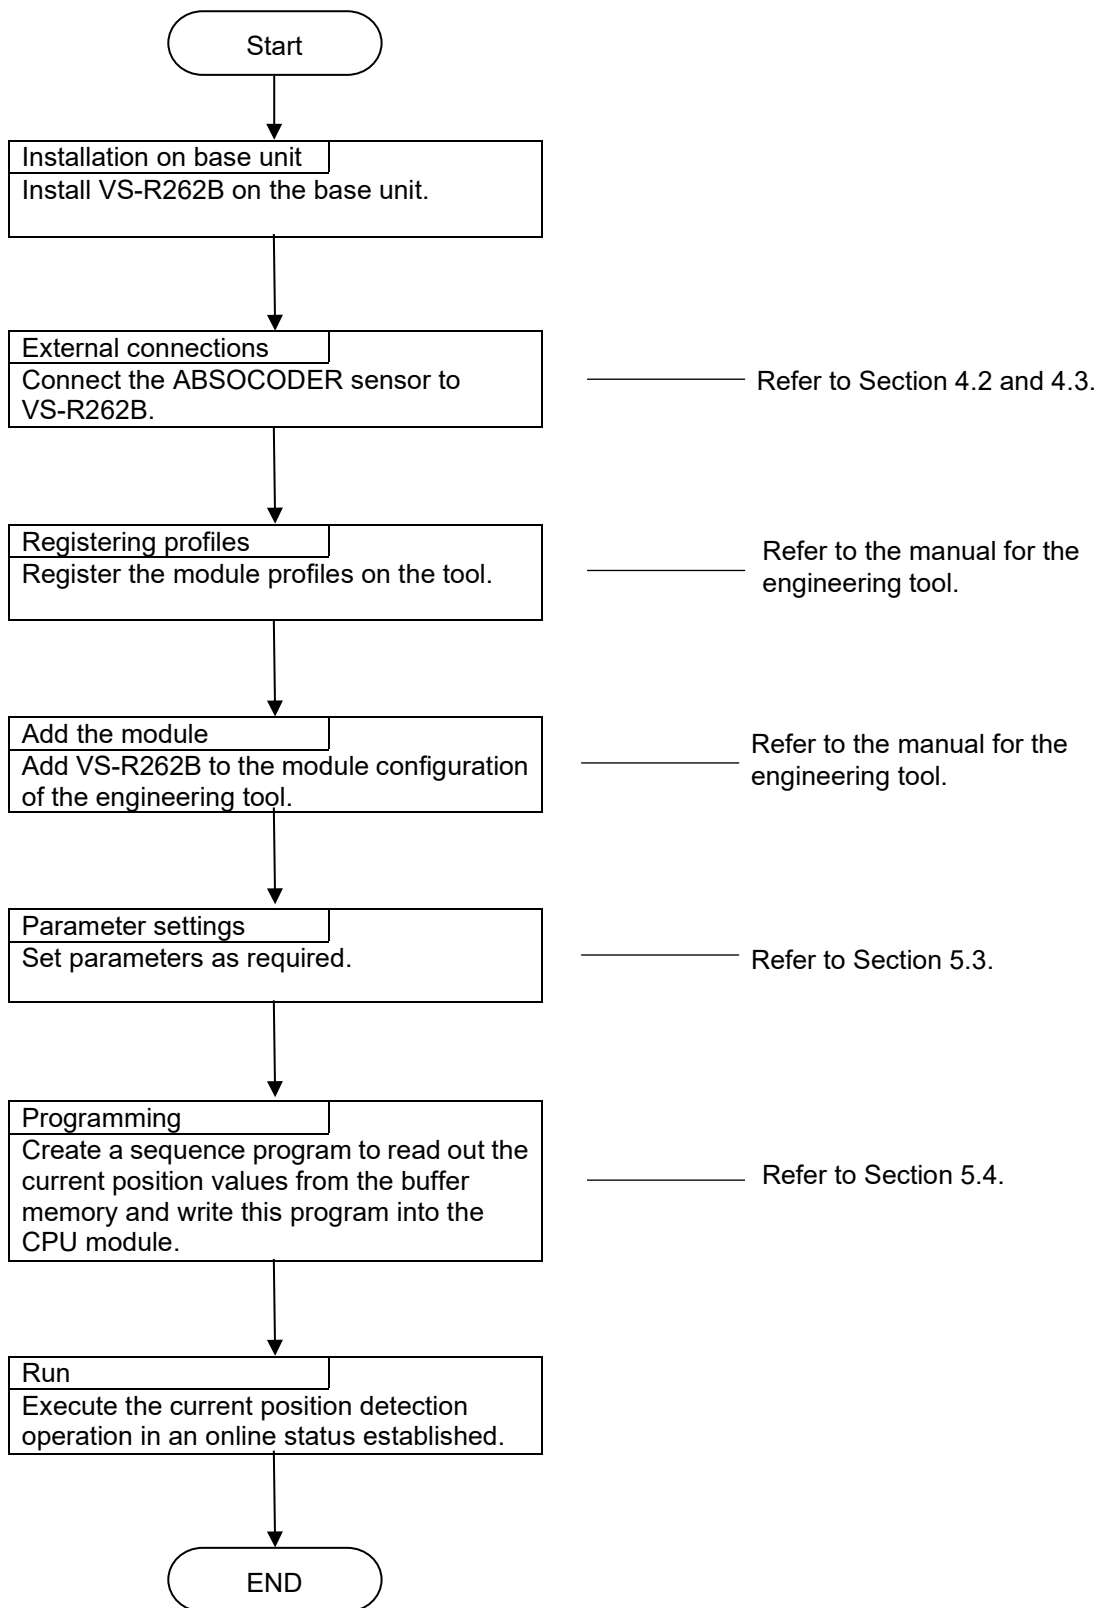 Start
Installation on base unit
Install VS-R262B on the base unit.
External connections
Connect the ABSOCODER sensor to
VS-R262B.
Refer to Section 4.2 and 4.3.
Registering profiles
Register the module profiles on the tool.
Refer to the manual for the
engineering tool.
Add the module
Add VS-R262B to the module configuration
of the engineering tool.
Refer to the manual for the
engineering tool.
Parameter settings
Set parameters as required.
Refer to Section 5.3.
Programming
Create a sequence program to read out the
current position values from the buffer
memory and write this program into the
CPU module.
Refer to Section 5.4.
Run
Execute the current position detection
operation in an online status established.
END